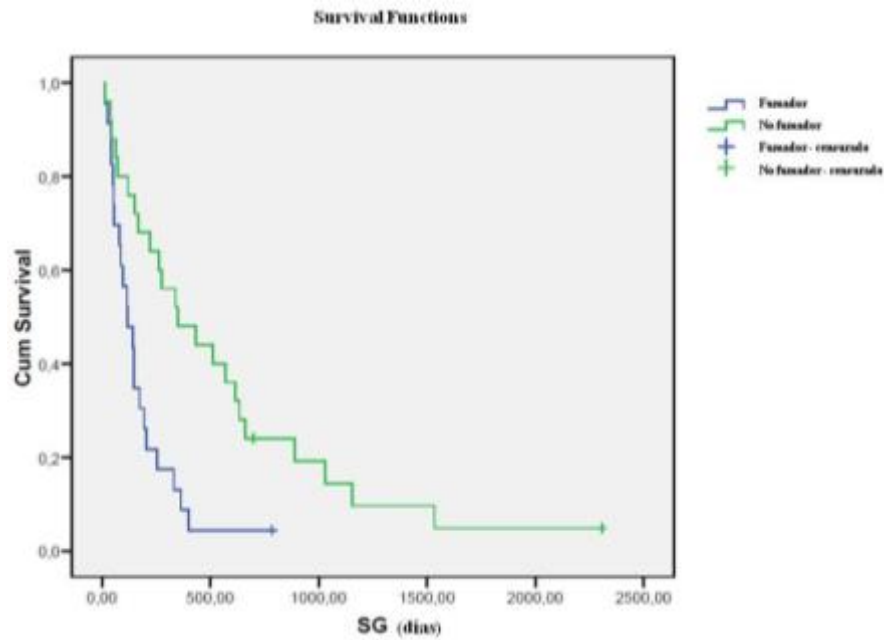 Survival Functions
Fumador
No fumador
Fumador- censurado
No fumador- censurado
Cum Survival
1,0
0,8
0,6
0,4
0,2
0,0
0,00
500,00
1000,00
1500,00
2000,00
2500,00
SG (días)